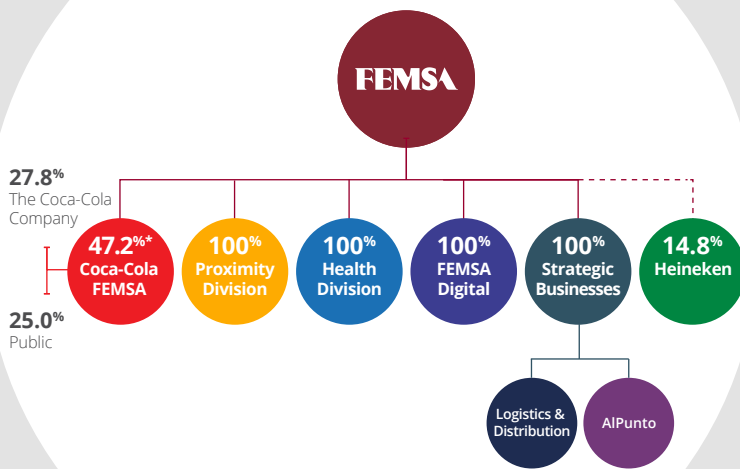 FEMSA
27.8%
The Coca-Cola
Company
47.2%*
Coca-Cola
FEMSA
100%
Proximity
Division
100%
Health
Division
100%
FEMSA
Digital
100%
Strategic
Businesses
14.8%
Heineken
25.0%
Public
Logistics &
Distribution
AlPunto